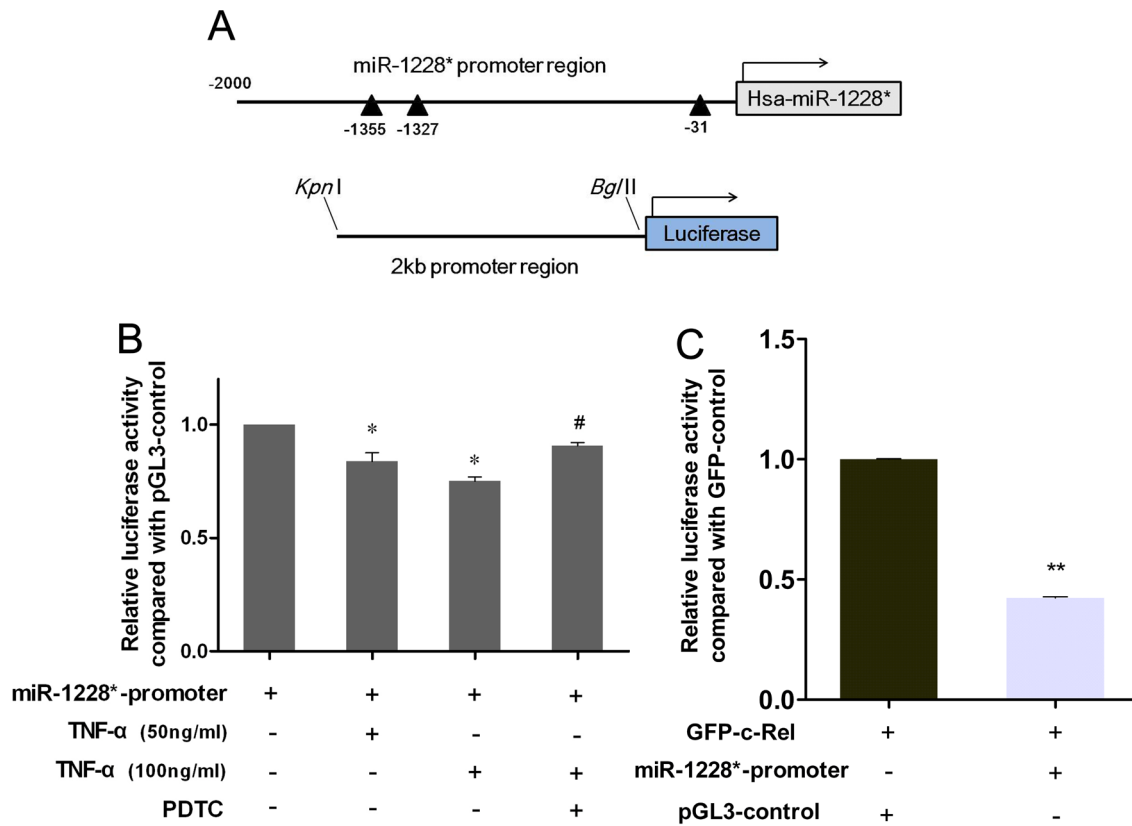 A
miR-1228* promoter region
-2000
Hsa-miR-1228*
-1355
-1327
-31
KpnI
BglII
Luciferase
2kb promoter region
B
Relative luciferase activity
compared with pGL3-control
1.0
0.5
0.0
*
*
#
miR-1228*-promoter + + + +
TNF-α (50ng/ml) - + - -
TNF-α (100ng/ml) - - + +
PDTC - - - +
C
Relative luciferase activity
compared with GFP-control
1.5
1.0
0.5
0.0
**
GFP-c-Rel + +
miR-1228*-promoter - +
pGL3-control + -